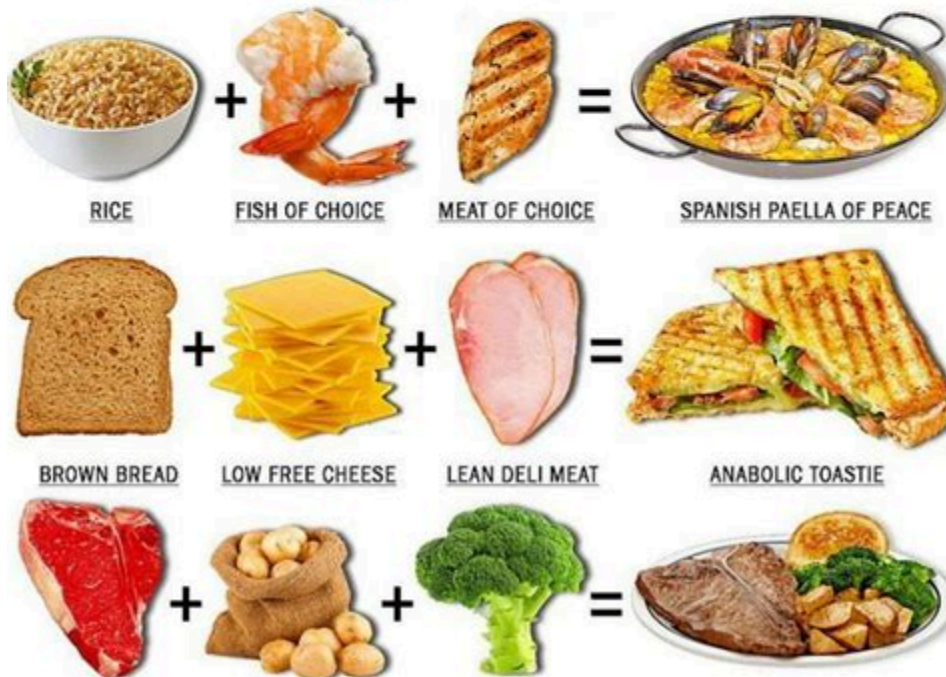 + + =
RICE FISH OF CHOICE MEAT OF CHOICE SPANISH PAELLA OF PEACE
+ + =
BROWN BREAD LOW FREE CHEESE LEAN DELI MEAT ANABOLIC TOASTIE
+ + =